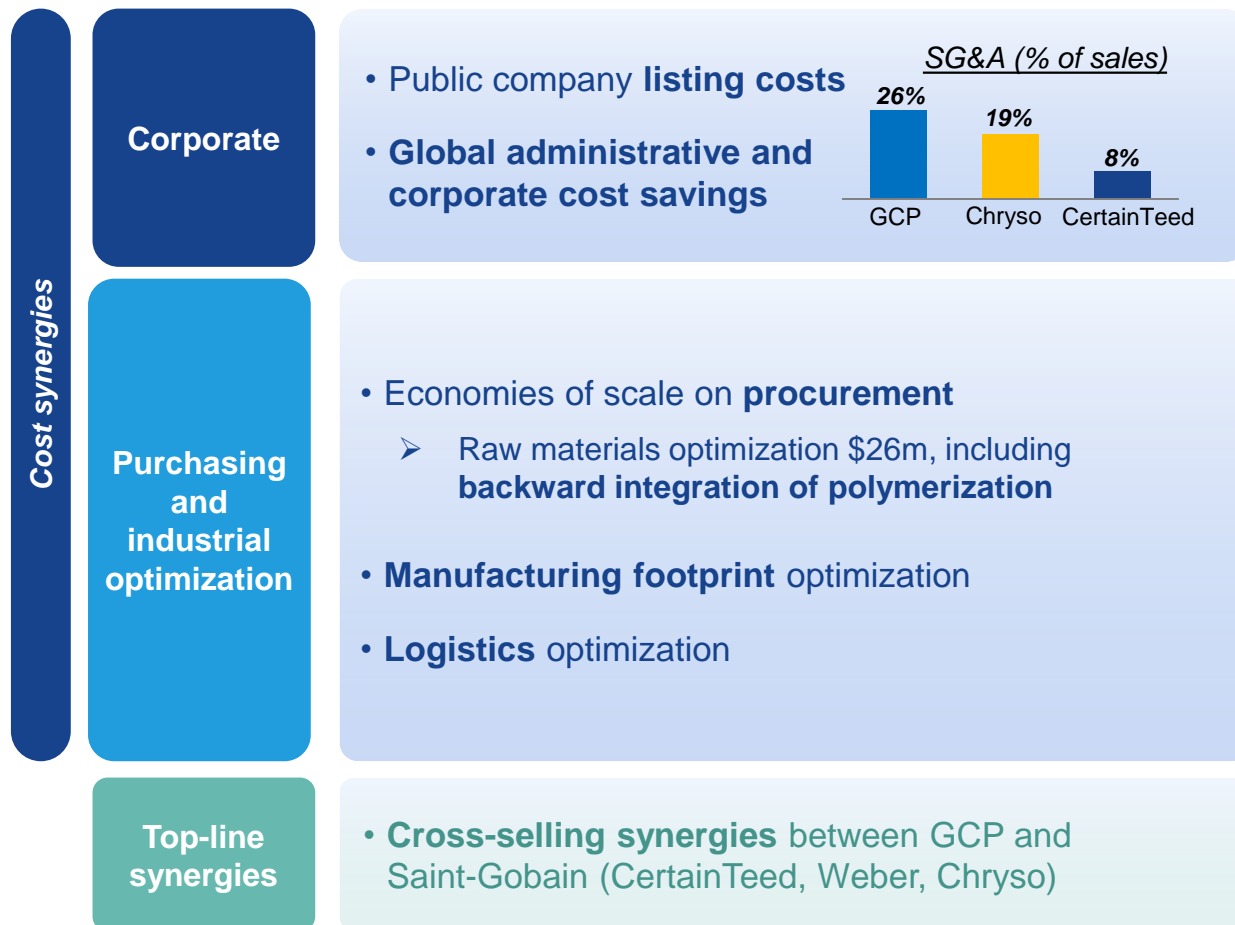 Cost synergies
Corporate
• Public company listing costs
• Global administrative and
corporate cost savings
SG&A (% of sales)
26%
19%
8%
GCP
Chryso
CertainTeed
Purchasing
and
industrial
optimization
• Economies of scale on procurement
➢ Raw materials optimization $26m, including
backward integration of polymerization
• Manufacturing footprint optimization
• Logistics optimization
Top-line
synergies
• Cross-selling synergies between GCP and
Saint-Gobain (CertainTeed, Weber, Chryso)